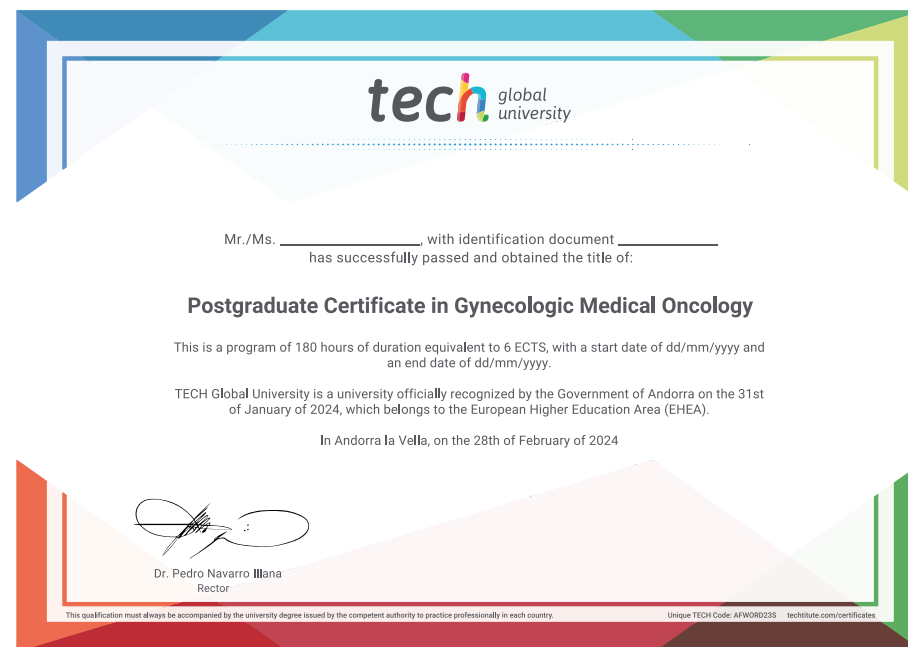 tech global university
Mr./Ms. ____________________, with identification document ______________
has successfully passed and obtained the title of:
Postgraduate Certificate in Gynecologic Medical Oncology
This is a program of 180 hours of duration equivalent to 6 ECTS, with a start date of dd/mm/yyyy and
an end date of dd/mm/yyyy.
TECH Global University is a university officially recognized by the Government of Andorra on the 31st
of January of 2024, which belongs to the European Higher Education Area (EHEA).
In Andorra la Vella, on the 28th of February of 2024
Dr. Pedro Navarro Illana
Rector
This qualification must always be accompanied by the university degree issued by the competent authority to practice professionally in each country.
Unique TECH Code: AFWORD23S techtitute.com/certificates